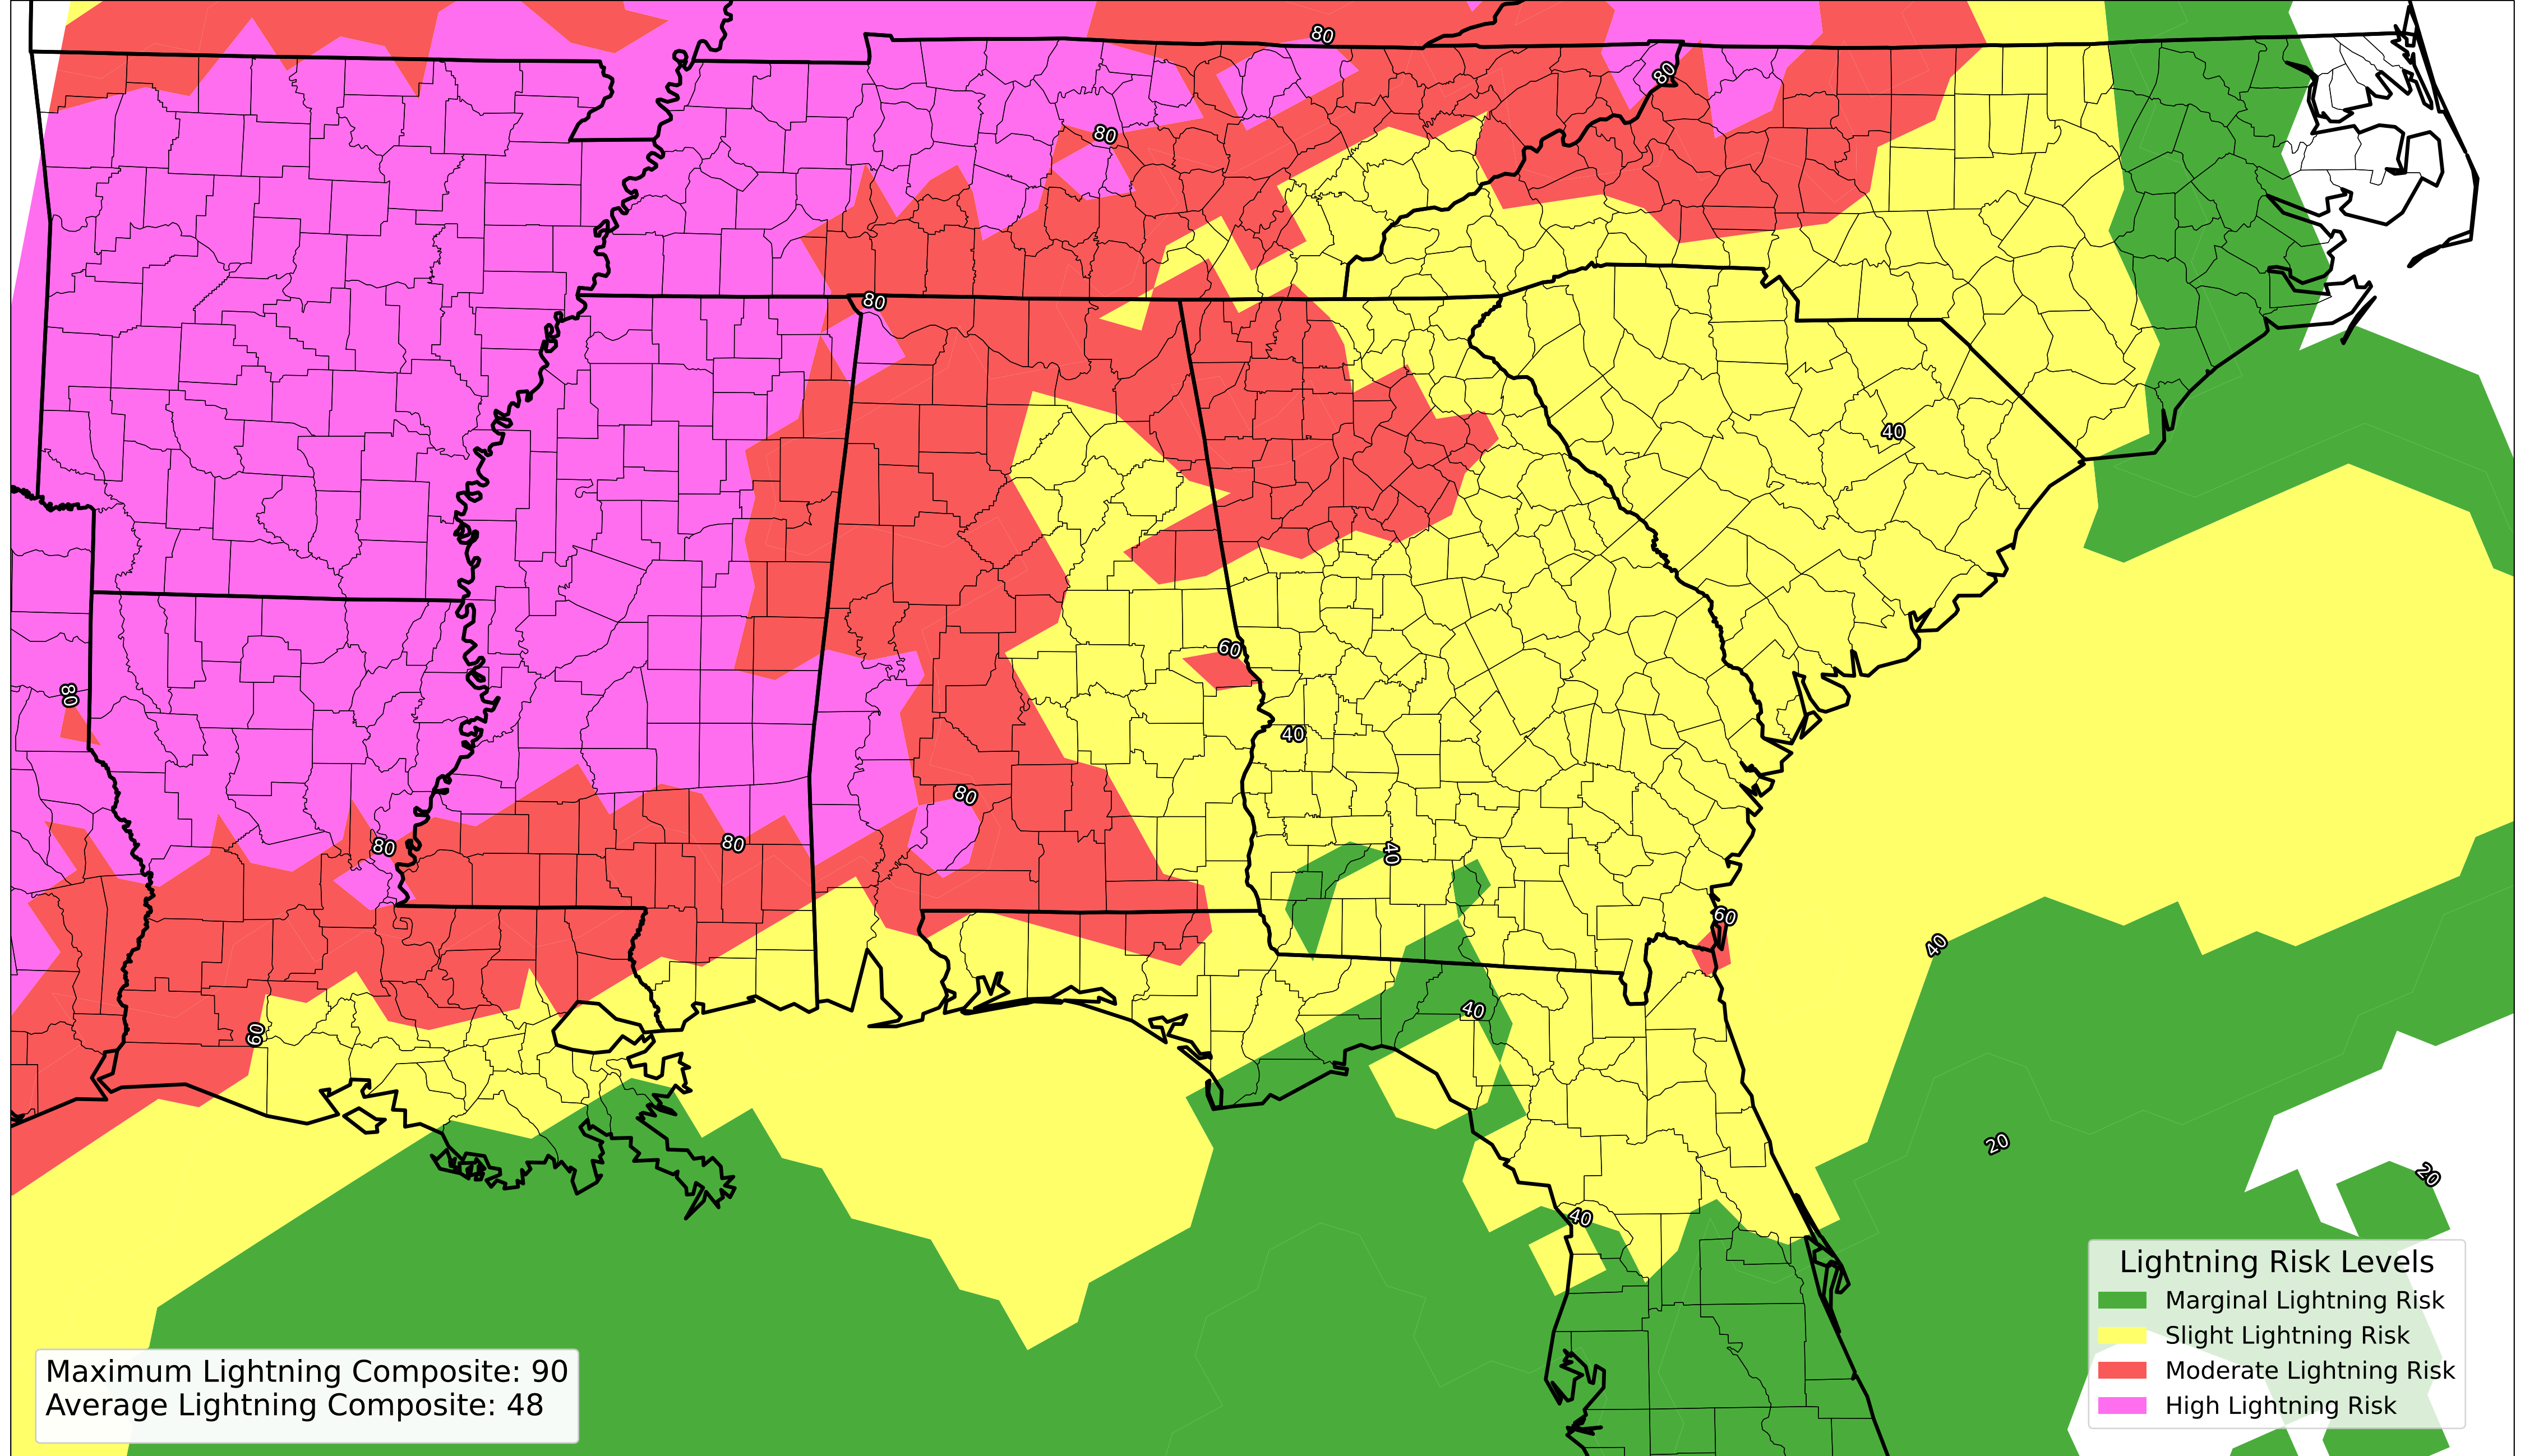 80
80
80
80
40
60
80
40
80
80
80
40
60
40
40
60
20
20
40
Lightning Risk Levels
Marginal Lightning Risk
Slight Lightning Risk
Moderate Lightning Risk
High Lightning Risk
Maximum Lightning Composite: 90
Average Lightning Composite: 48